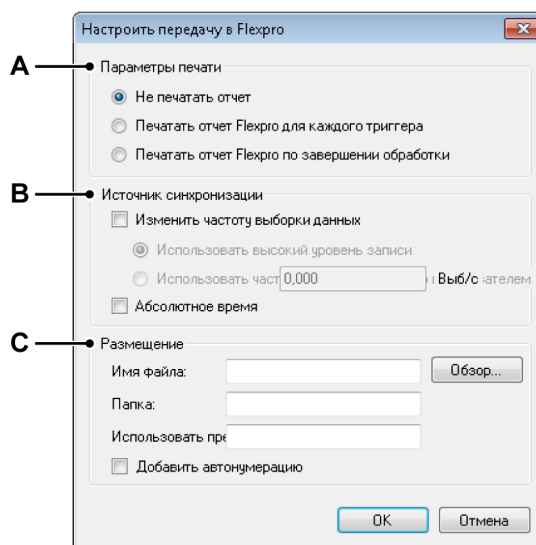 Настроить передачу в Flexpro
A
Параметры печати
Не печатать отчет
Печатать отчет Flexpro для каждого триггера
Печатать отчет Flexpro по завершении обработки
B
Источник синхронизации
Изменить частоту выборки данных
Использовать высокий уровень записи
Использовать част 0,000 Выб/с ателем
Абсолютное время
C
Размещение
Имя файла: Обзор...
Папка:
Использовать пре
Добавить автонумерацию
OK Отмена